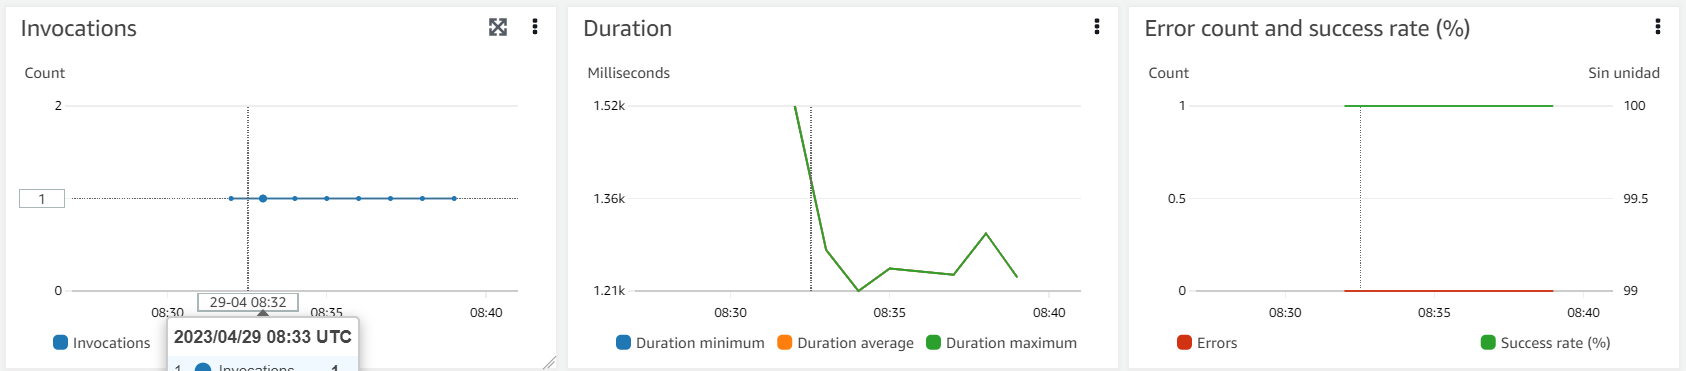 Invocations
Count
2
1
0
29-04 08:32
08:30
08:35
08:40
Invocations
2023/04/29 08:33 UTC
1 Invocations 1
Duration
Milliseconds
1.52k
1.36k
1.21k
08:30
08:35
08:40
Duration minimum
Duration average
Duration maximum
Error count and success rate (%)
Count
Sin unidad
1
100
0.5
99.5
0
99
08:30
08:35
08:40
Errors
Success rate (%)